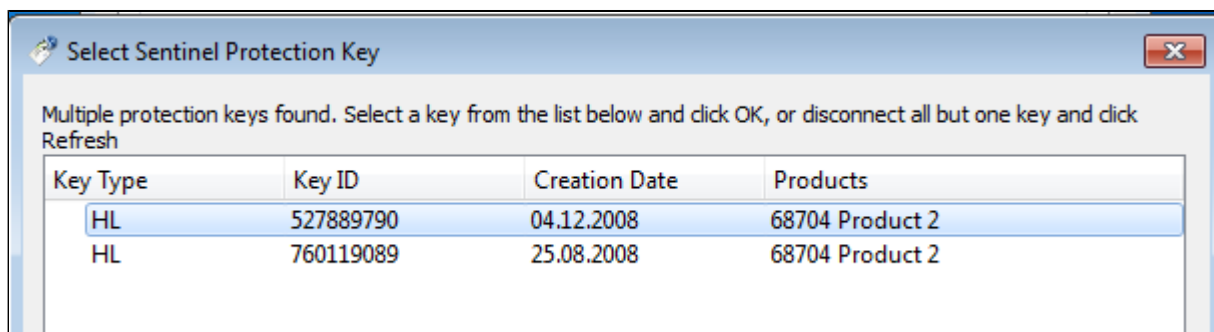 Select Sentinel Protection Key
Multiple protection keys found. Select a key from the list below and click OK, or disconnect all but one key and click
Refresh
Key Type Key ID Creation Date Products
HL 527889790 04.12.2008 68704 Product 2
HL 760119089 25.08.2008 68704 Product 2